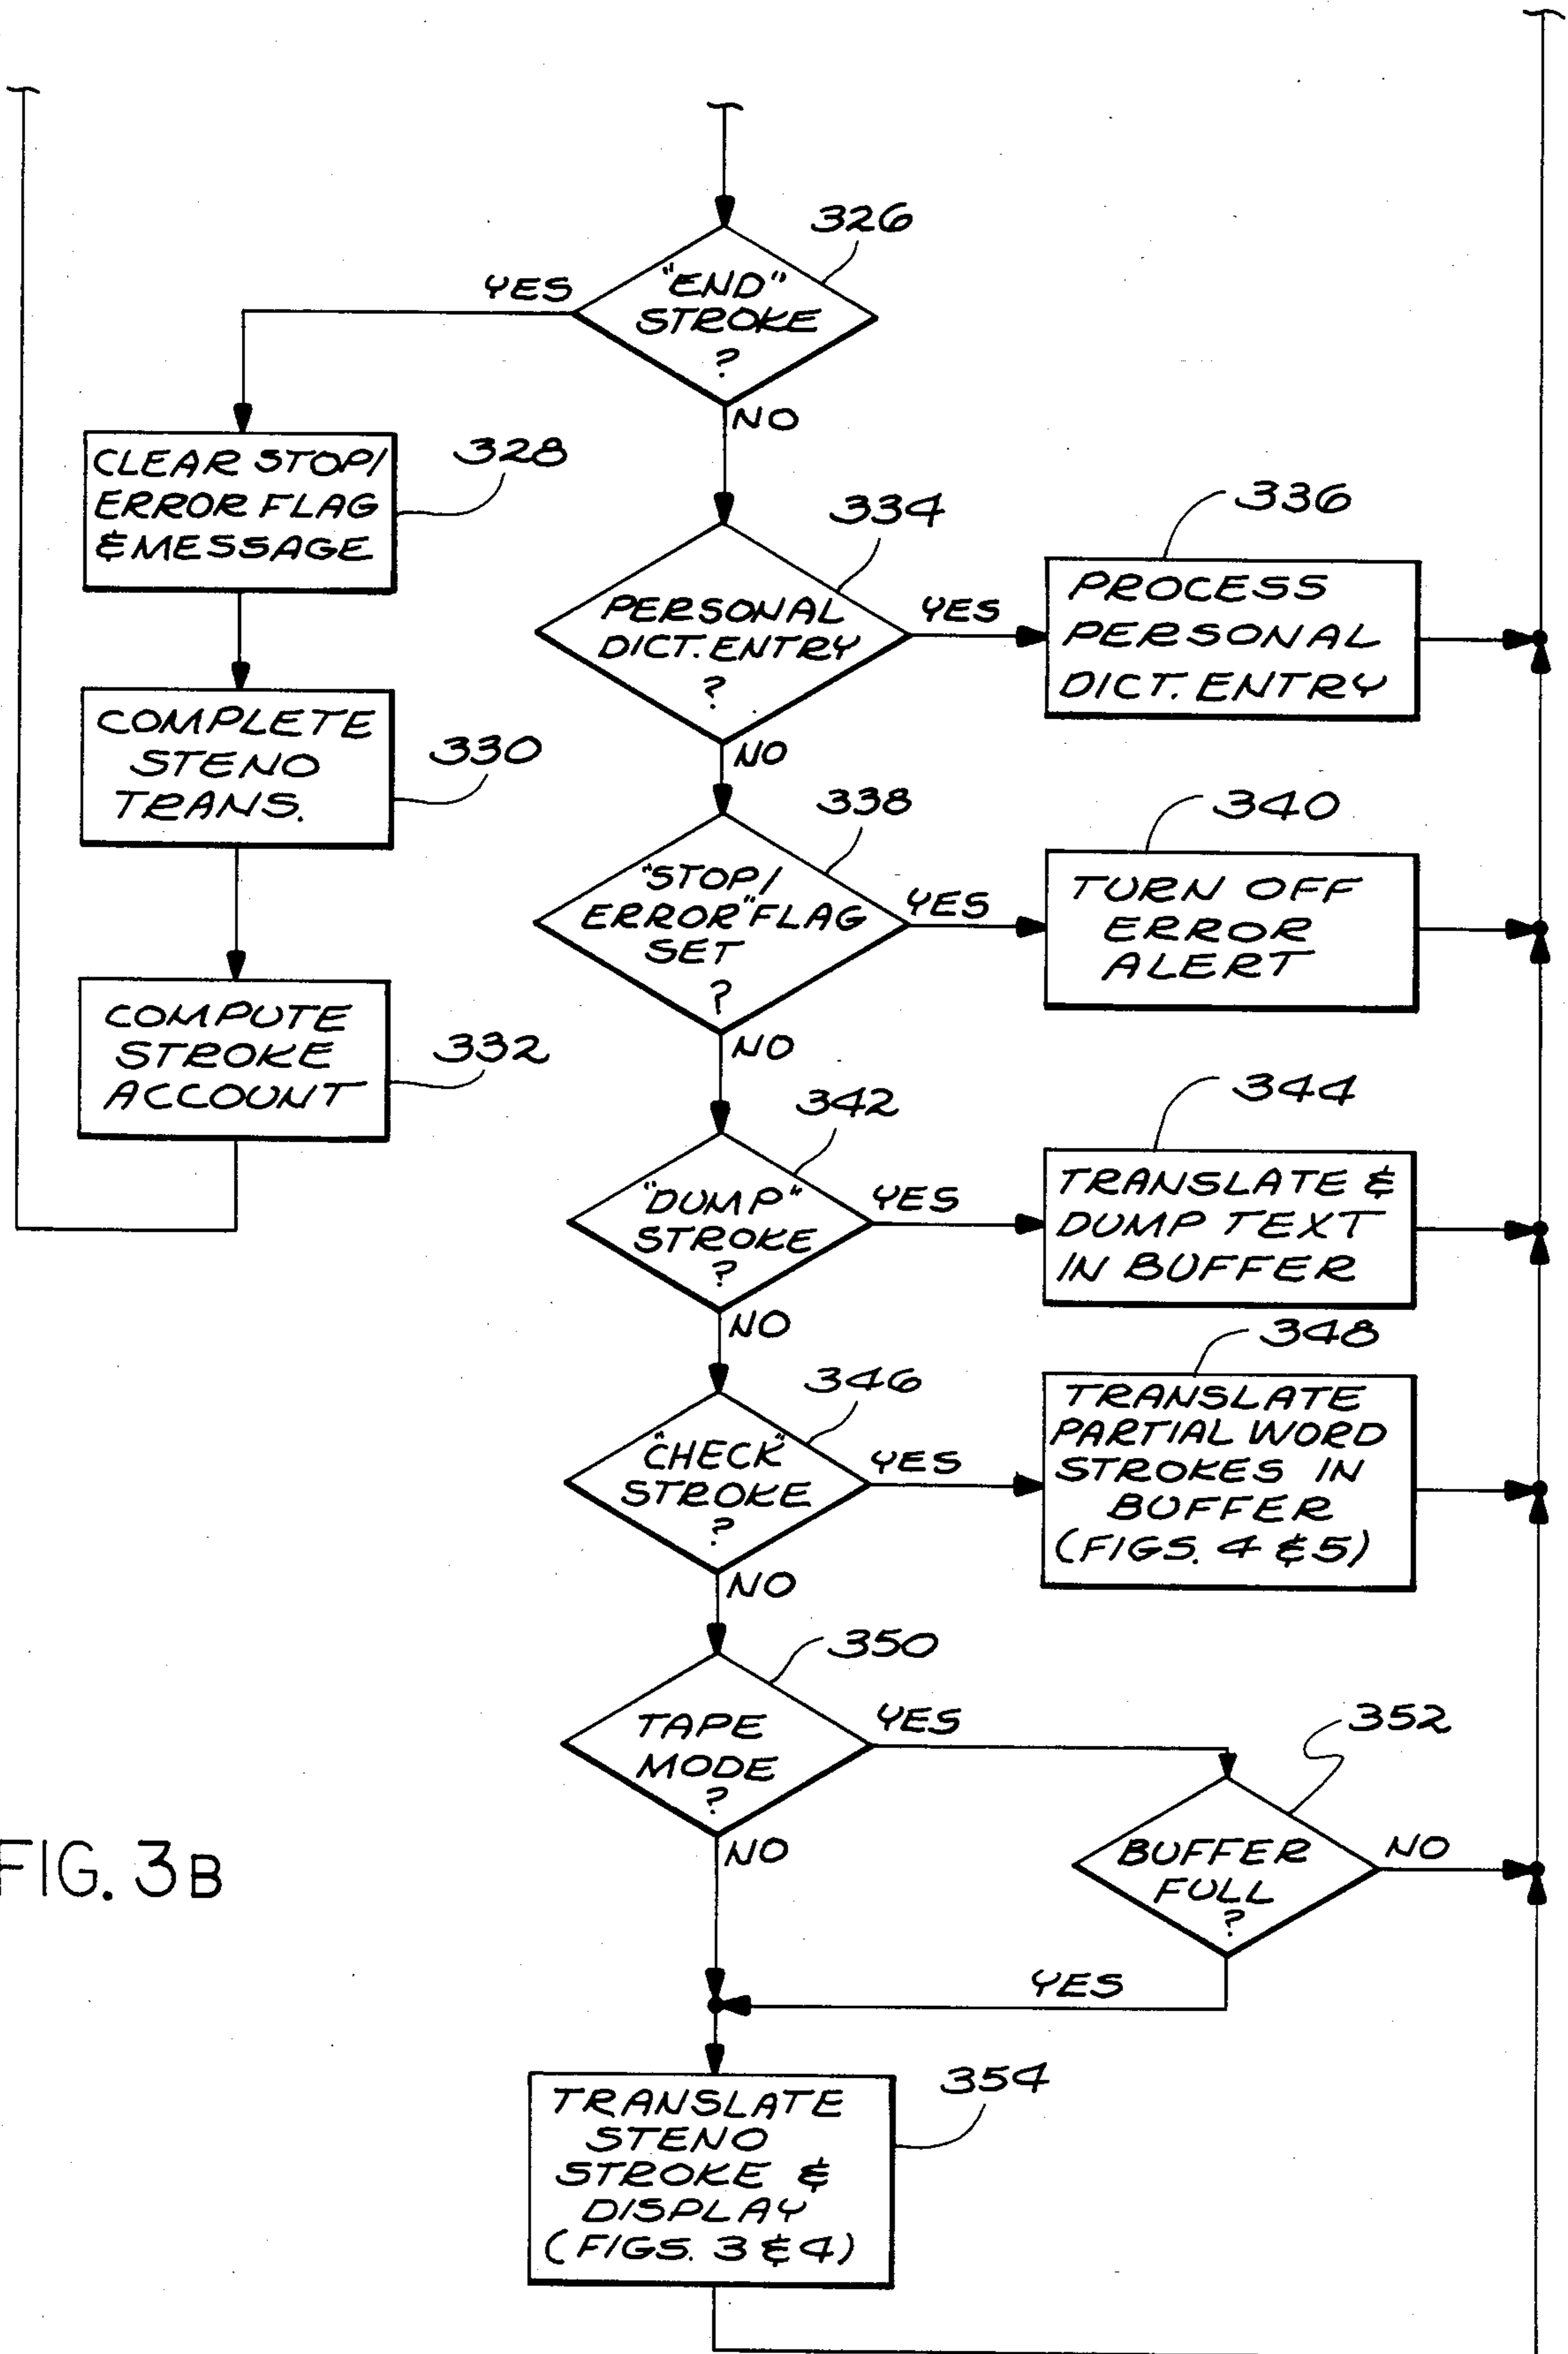 326
YES
"END"
STROKE
?
NO
CLEAR STOP/
ERROR FLAG
& MESSAGE
328
334
336
PERSONAL
DICT. ENTRY
?
YES
PROCESS
PERSONAL
DICT. ENTRY
NO
COMPLETE
STENO
TRANS.
330
338
340
"STOP/
ERROR" FLAG
SET
?
YES
TURN OFF
ERROR
ALERT
NO
COMPUTE
STROKE
ACCOUNT
332
342
344
"DUMP"
STROKE
?
YES
TRANSLATE &
DUMP TEXT
IN BUFFER
NO
346
348
"CHECK"
STROKE
?
YES
TRANSLATE
PARTIAL WORD
STROKES IN
BUFFER
(FIGS. 4 & 5)
NO
350
TAPE
MODE
?
YES
352
NO
BUFFER
FULL
?
NO
YES
FIG. 3B
354
TRANSLATE
STENO
STROKE &
DISPLAY
(FIGS. 3 & 4)